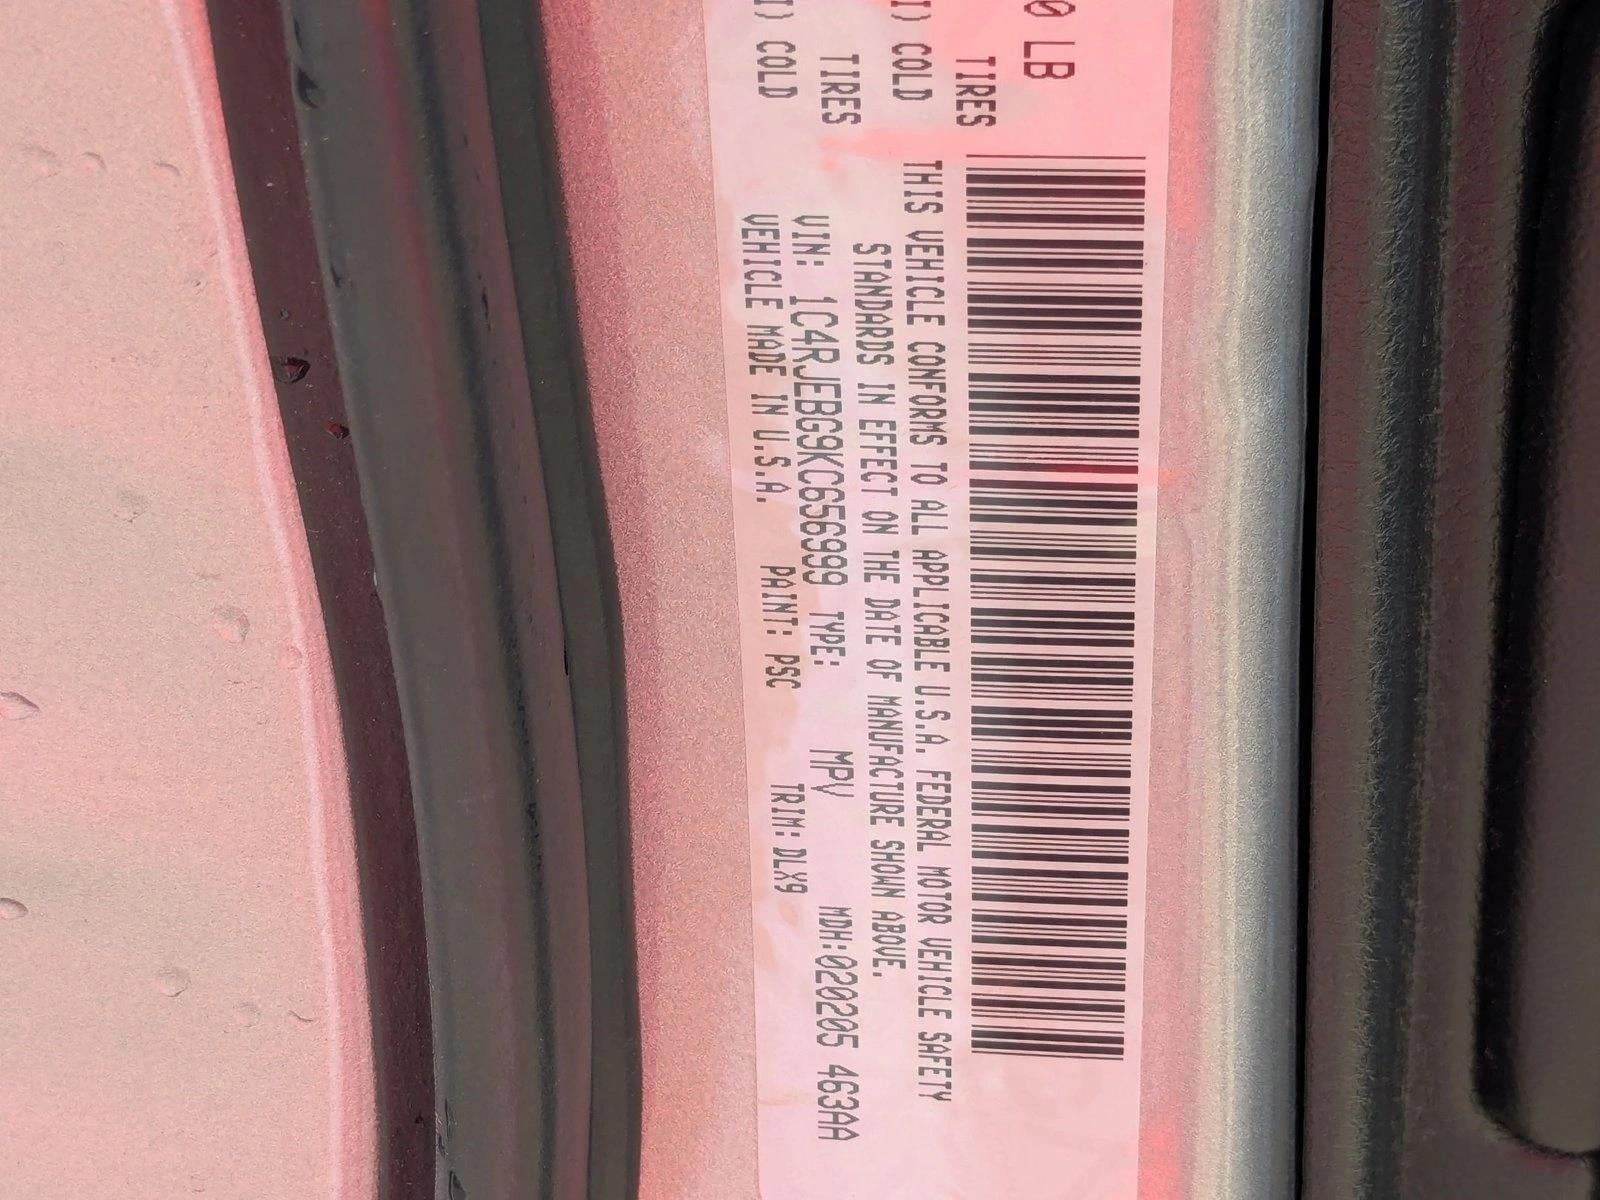 0 LB
TIRES
I) COLD
TIRES
I) COLD
THIS VEHICLE CONFORMS TO ALL APPLICABLE U.S.A. FEDERAL MOTOR VEHICLE SAFETY
STANDARDS IN EFFECT ON THE DATE OF MANUFACTURE SHOWN ABOVE.
VIN: 1C4RJEBG9KC656999 TYPE: MPV MDH:020205 463AA
VEHICLE MADE IN U.S.A. PAINT: PSC TRIM: DLX9